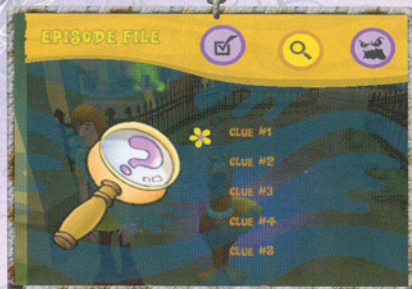 EPISODE FILE
?
CLUE #1
CLUE #2
CLUE #3
CLUE #4
CLUE #5